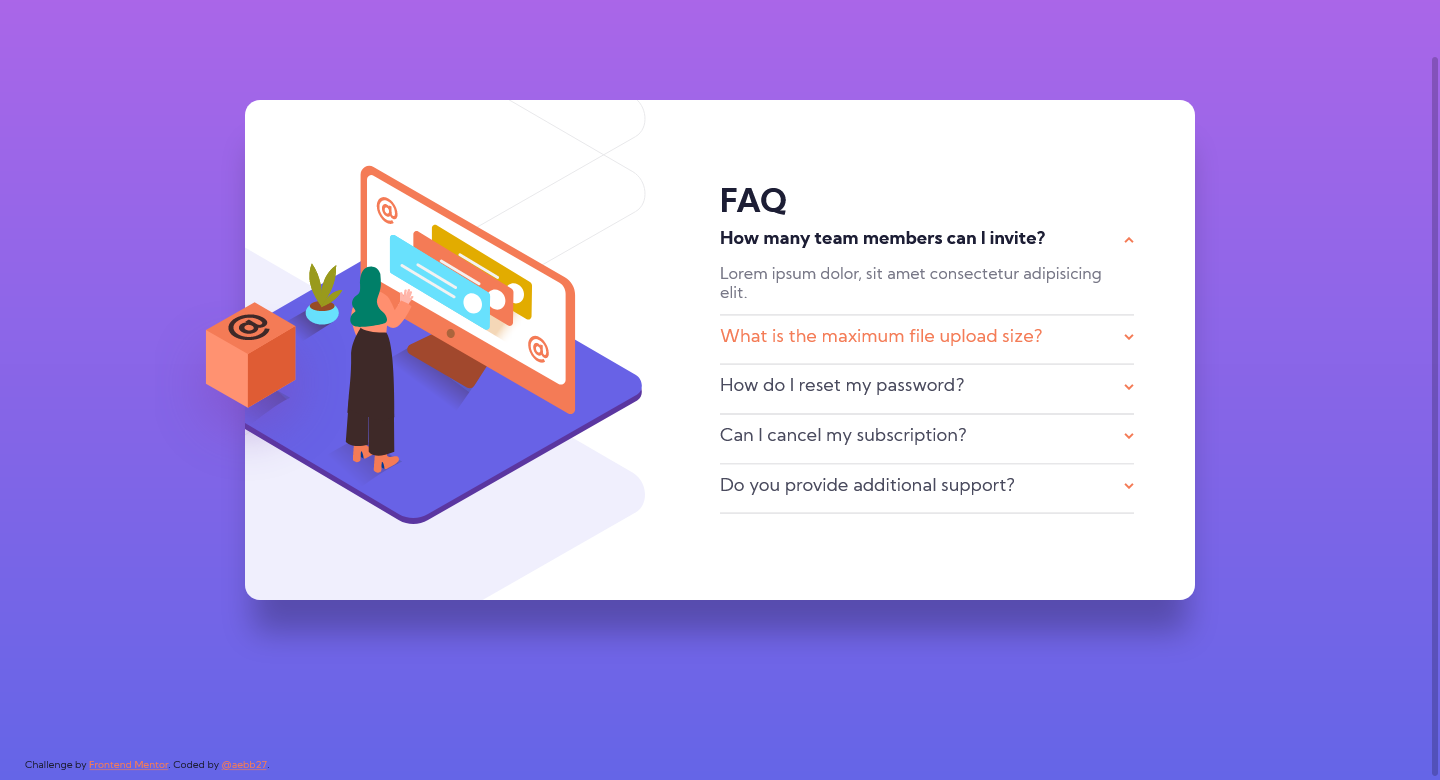 FAQ
How many team members can I invite?
Lorem ipsum dolor, sit amet consectetur adipisicing
elit.
What is the maximum file upload size?
How do I reset my password?
Can I cancel my subscription?
Do you provide additional support?
@
@
@
Challenge by Frontend Mentor. Coded by @aebb27.